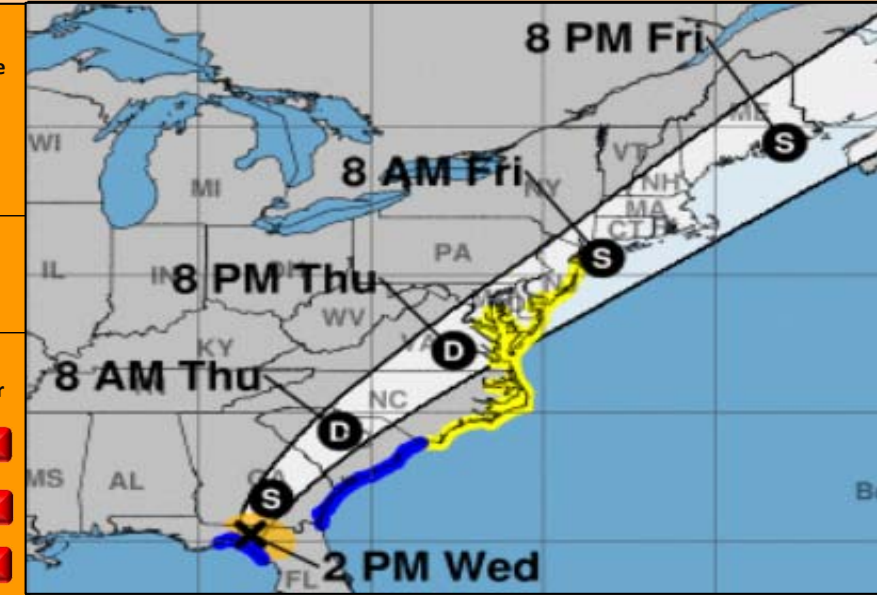 e
8 PM Fri
ME
S
WI
VT
8 AM Fri
NY
NH
MI
MA
CT
S
PA
IL
IN
8 PM Thu
WV
D
VA
KY
8 AM Thu
NC
r
D
MS
AL
GA
S
2 PM Wed
FL